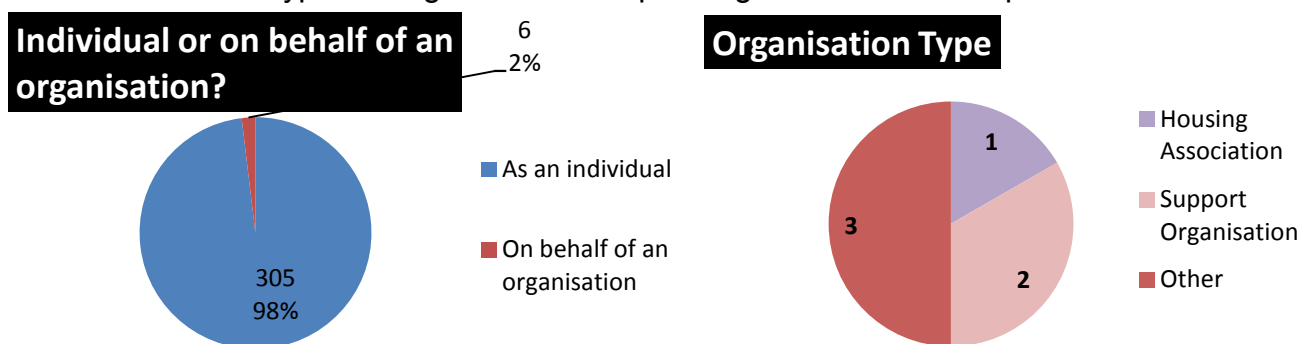 Individual or on behalf of an
organisation?
6
2%
As an individual
On behalf of an
organisation
305
98%
Organisation Type
1
2
3
Housing
Association
Support
Organisation
Other